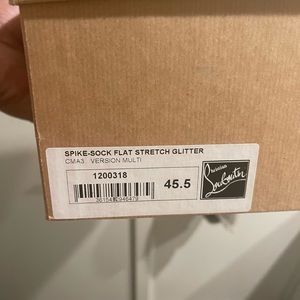 SPIKE-SOCK FLAT STRETCH GLITTER
CMA3 VERSION MULTI
1200318
45.5
Christian
Louboutin